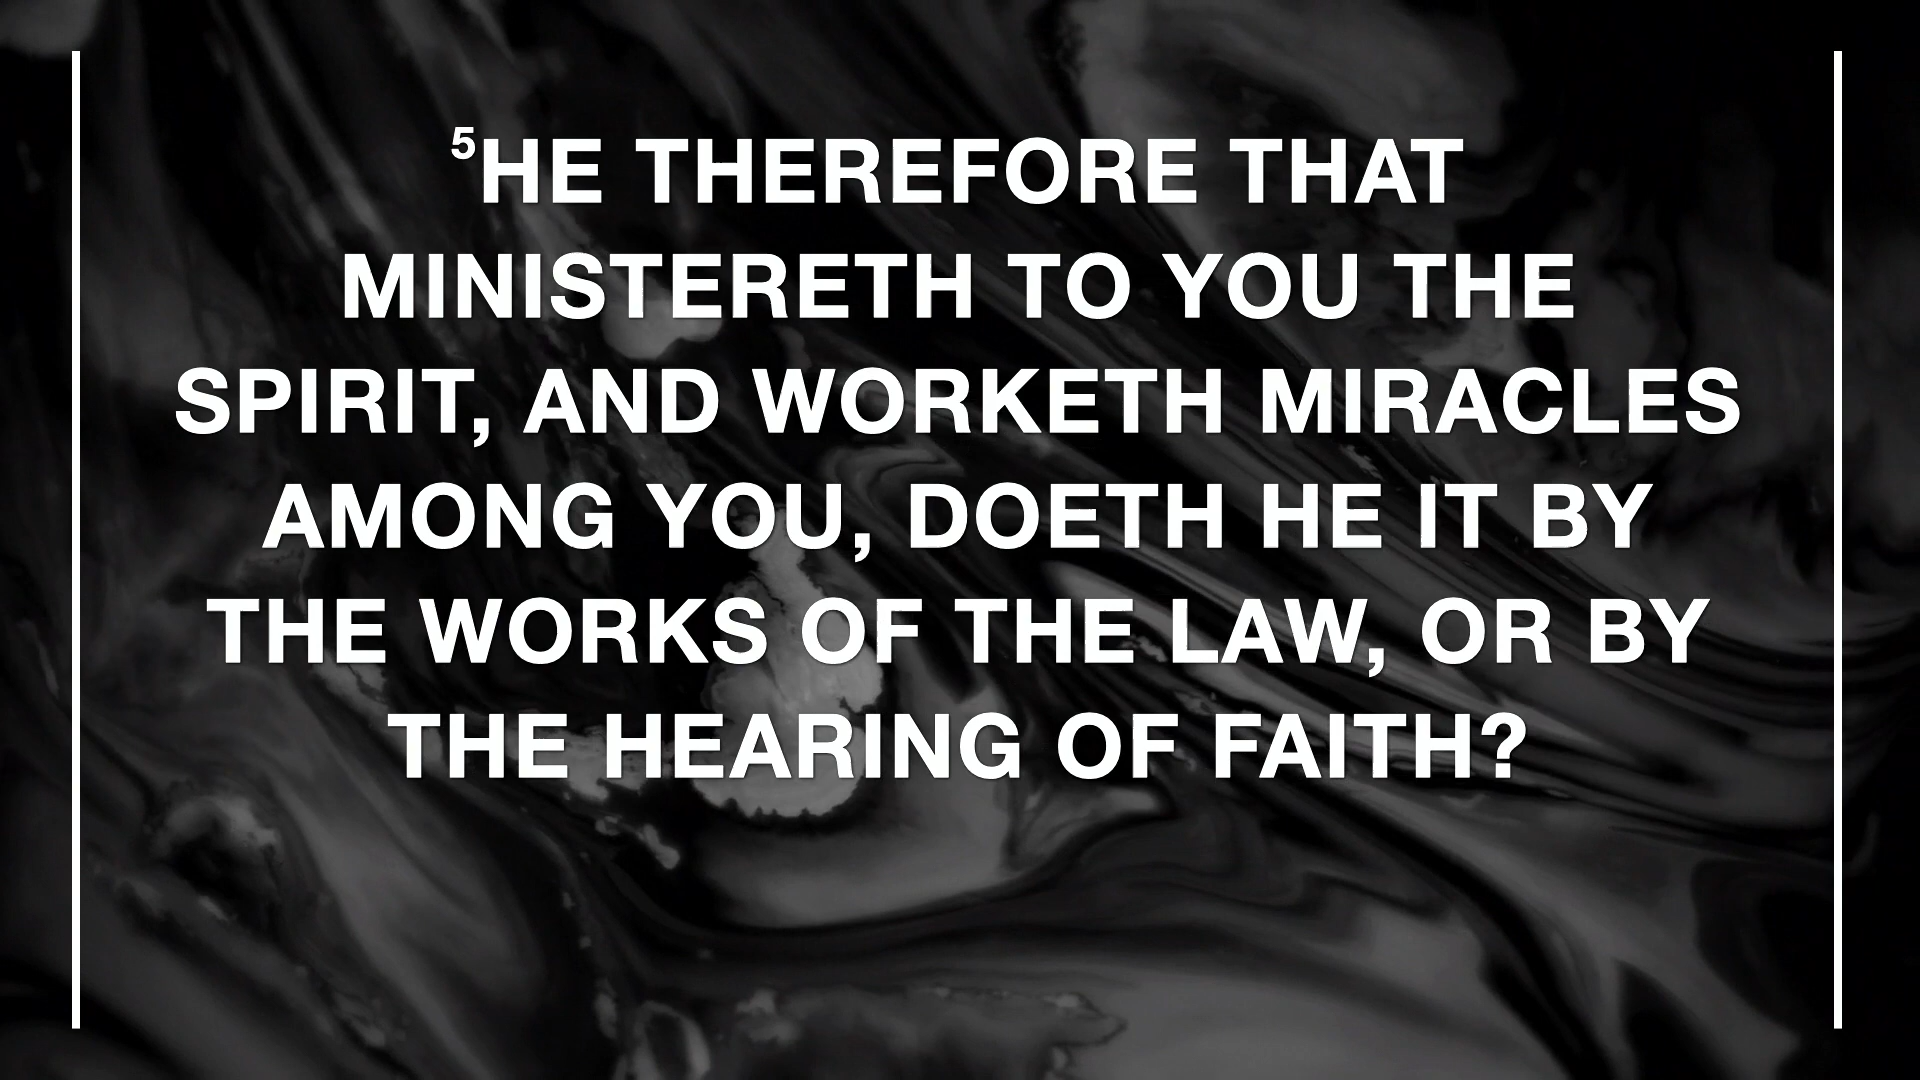 ⁵HE THEREFORE THAT
MINISTERETH TO YOU THE
SPIRIT, AND WORKETH MIRACLES
AMONG YOU, DOETH HE IT BY
THE WORKS OF THE LAW, OR BY
THE HEARING OF FAITH?